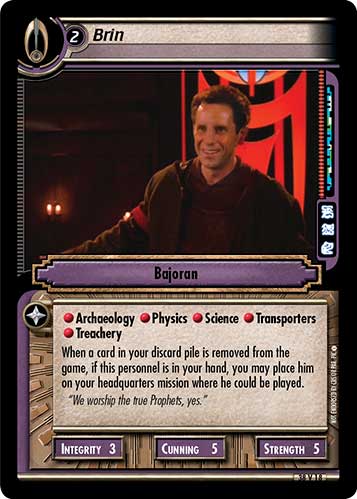 2 Brin
Bajoran
Archaeology Physics Science Transporters
Treachery
When a card in your discard pile is removed from the
game, if this personnel is in your hand, you may place him
on your headquarters mission where he could be played.
"We worship the true Prophets, yes."
INTEGRITY 3 CUNNING 5 STRENGTH 5
38 V 18